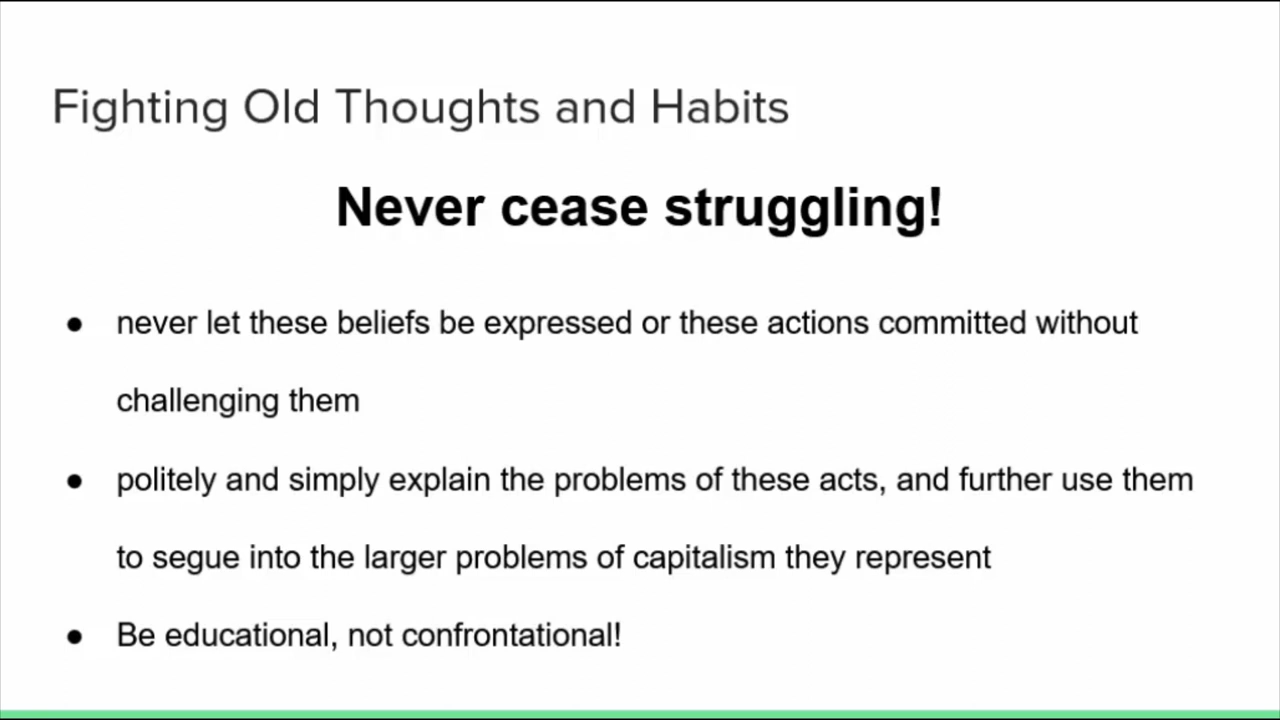 Fighting Old Thoughts and Habits
Never cease struggling!
● never let these beliefs be expressed or these actions committed without
challenging them
● politely and simply explain the problems of these acts, and further use them
to segue into the larger problems of capitalism they represent
● Be educational, not confrontational!